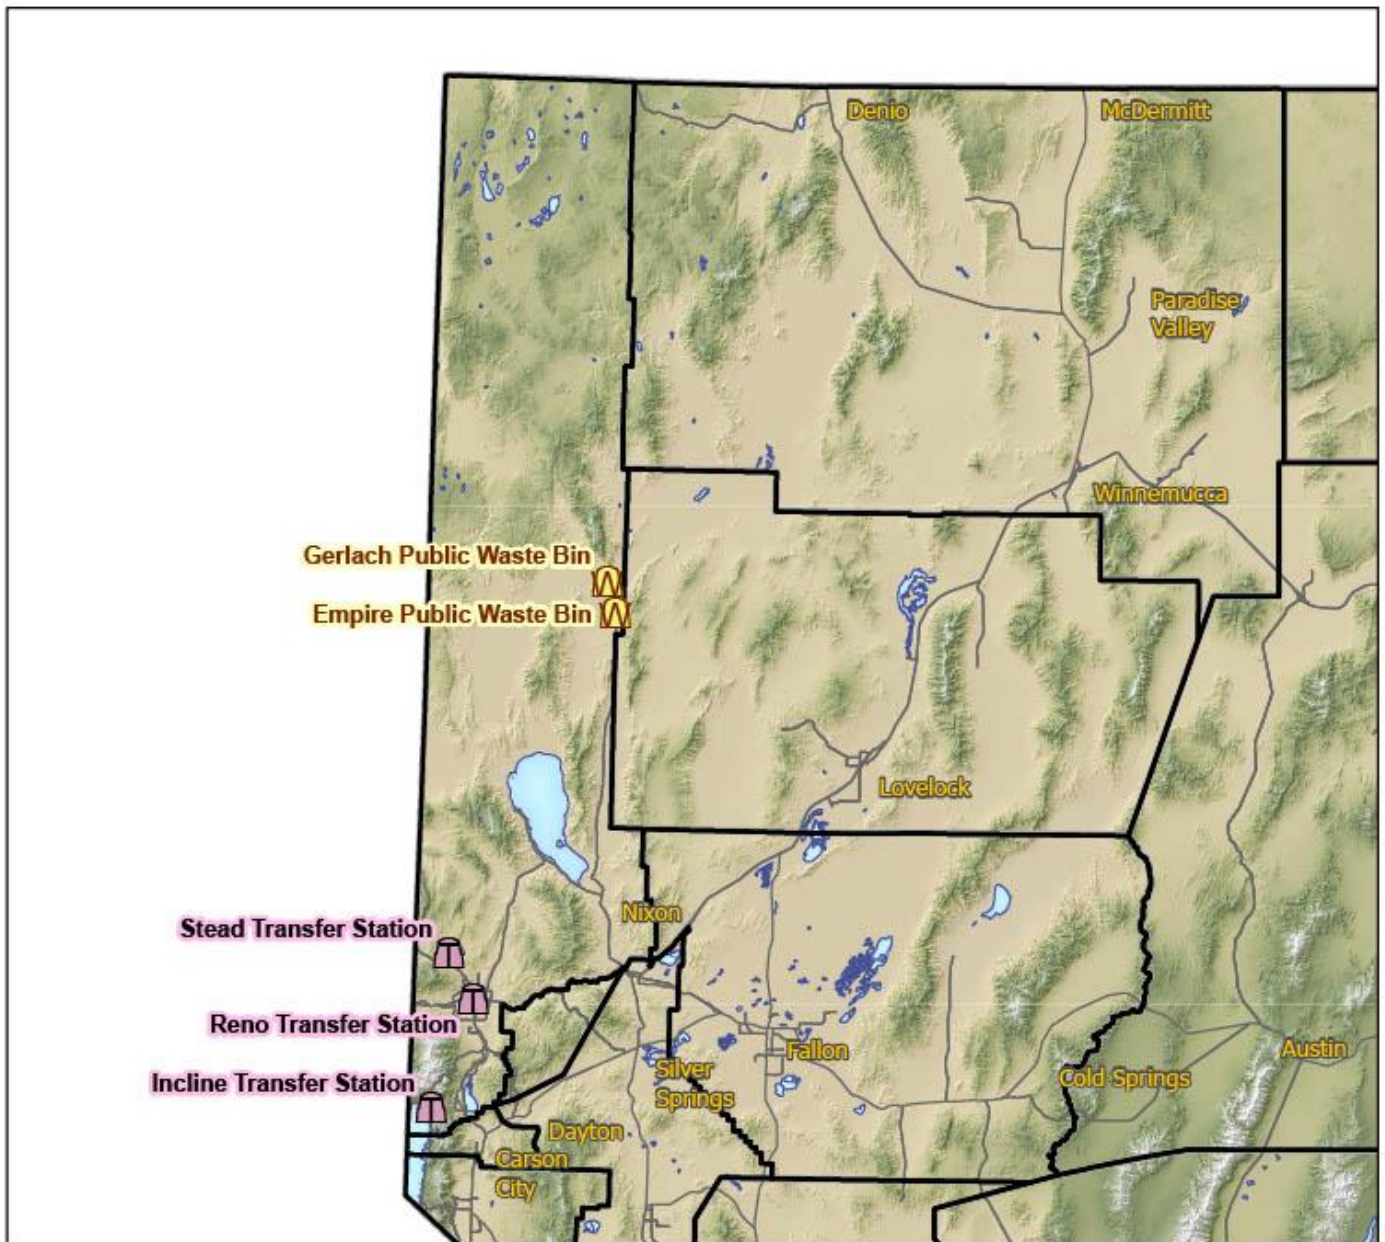 Denio
McDermitt
Paradise
Valley
Winnemucca
Gerlach Public Waste Bin
Empire Public Waste Bin
Lovelock
Nixon
Stead Transfer Station
Reno Transfer Station
Fallon
Austin
Silver
Springs
Cold Springs
Incline Transfer Station
Dayton
Carson
City